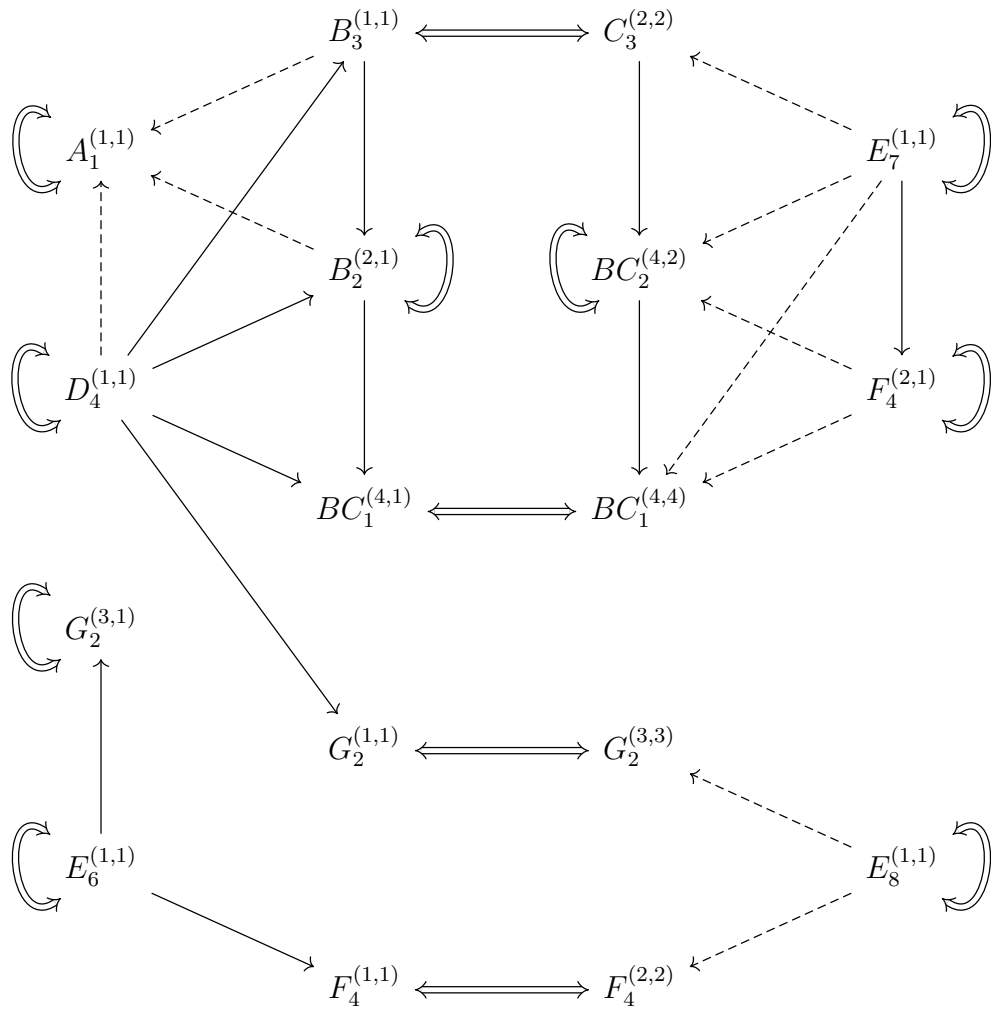 B_3^{(1,1)} C_3^{(2,2)}
A_1^{(1,1)} E_7^{(1,1)}
B_2^{(2,1)} BC_2^{(4,2)}
D_4^{(1,1)} F_4^{(2,1)}
BC_1^{(4,1)} BC_1^{(4,4)}
G_2^{(3,1)}
G_2^{(1,1)} G_2^{(3,3)}
E_6^{(1,1)} E_8^{(1,1)}
F_4^{(1,1)} F_4^{(2,2)}